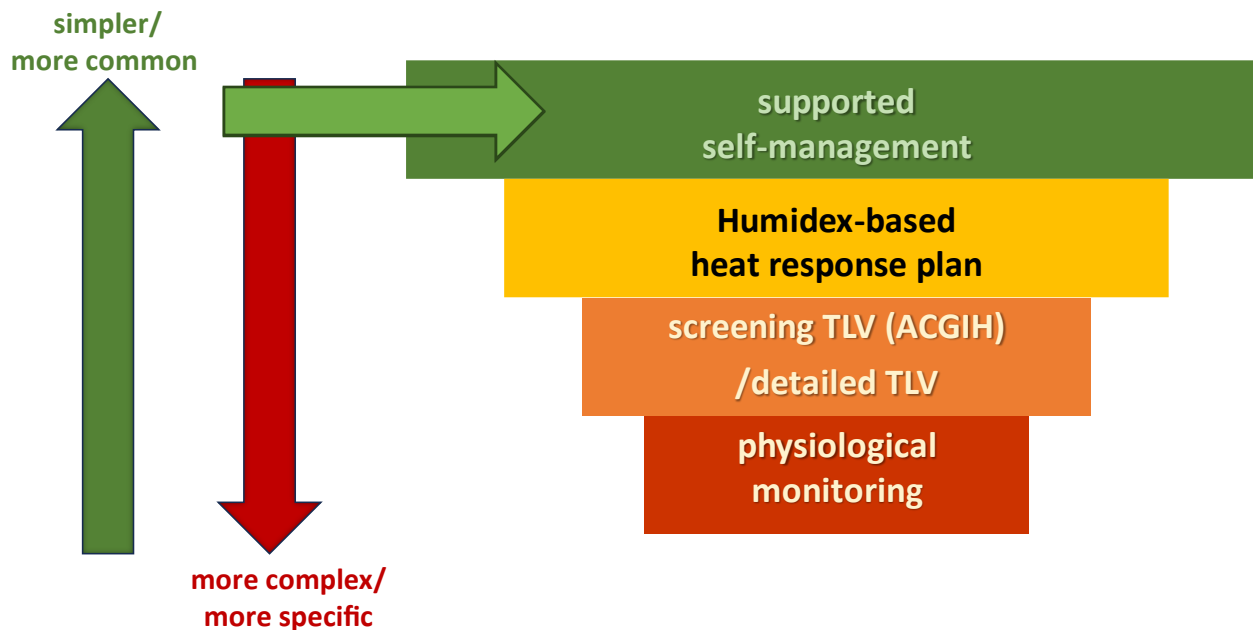 simpler/
more common
supported
self-management
Humidex-based
heat response plan
screening TLV (ACGIH)
/detailed TLV
physiological
monitoring
more complex/
more specific